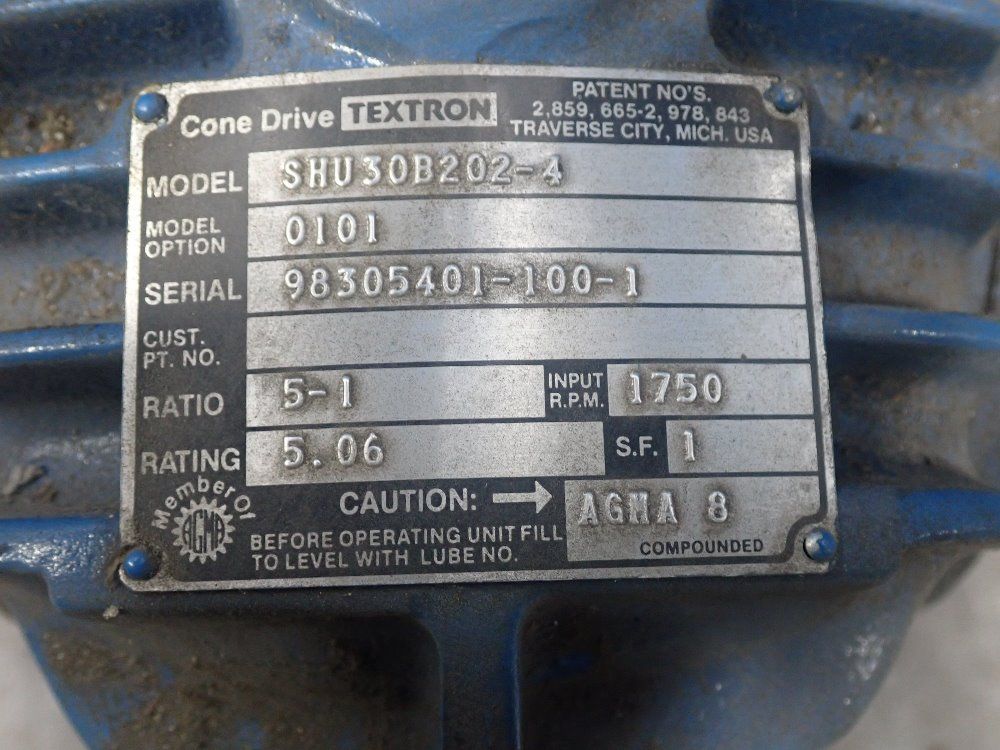 Cone Drive TEXTRON
PATENT NO'S.
2,859, 665-2, 978, 843
TRAVERSE CITY, MICH. USA
MODEL SHU30B202-4
MODEL OPTION 0101
SERIAL 98305401-100-1
CUST. PT. NO.
RATIO 5-1 INPUT R.P.M. 1750
RATING 5.06 S.F. 1
Member Of AGMA
CAUTION: → AGMA 8
BEFORE OPERATING UNIT FILL
TO LEVEL WITH LUBE NO. COMPOUNDED